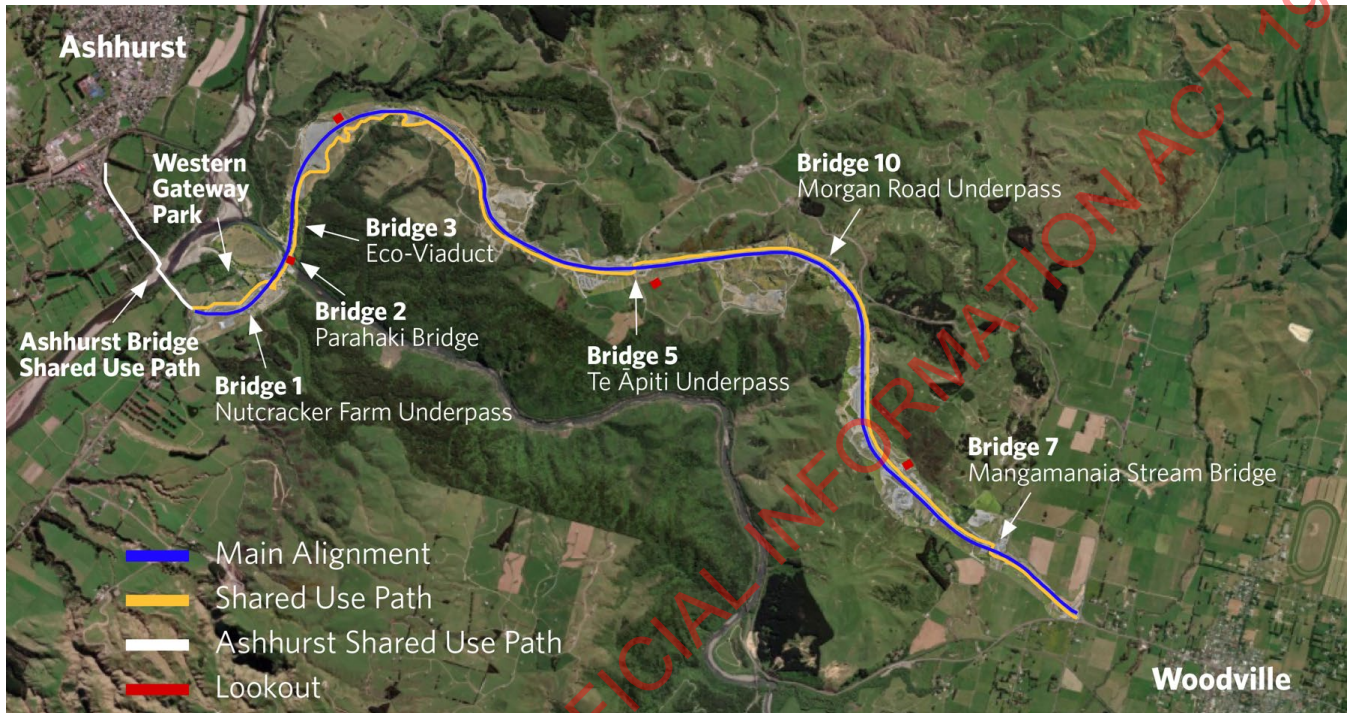 Ashhurst
Western
Gateway
Park
Bridge 10
Morgan Road Underpass
Bridge 3
Eco-Viaduct
Bridge 2
Parahaki Bridge
Ashhurst Bridge
Shared Use Path
Bridge 1
Nutcracker Farm Underpass
Bridge 5
Te Āpiti Underpass
Bridge 7
Mangamanaia Stream Bridge
Main Alignment
Shared Use Path
Ashhurst Shared Use Path
Lookout
Woodville
FICIAL INFORMATION ACT 19